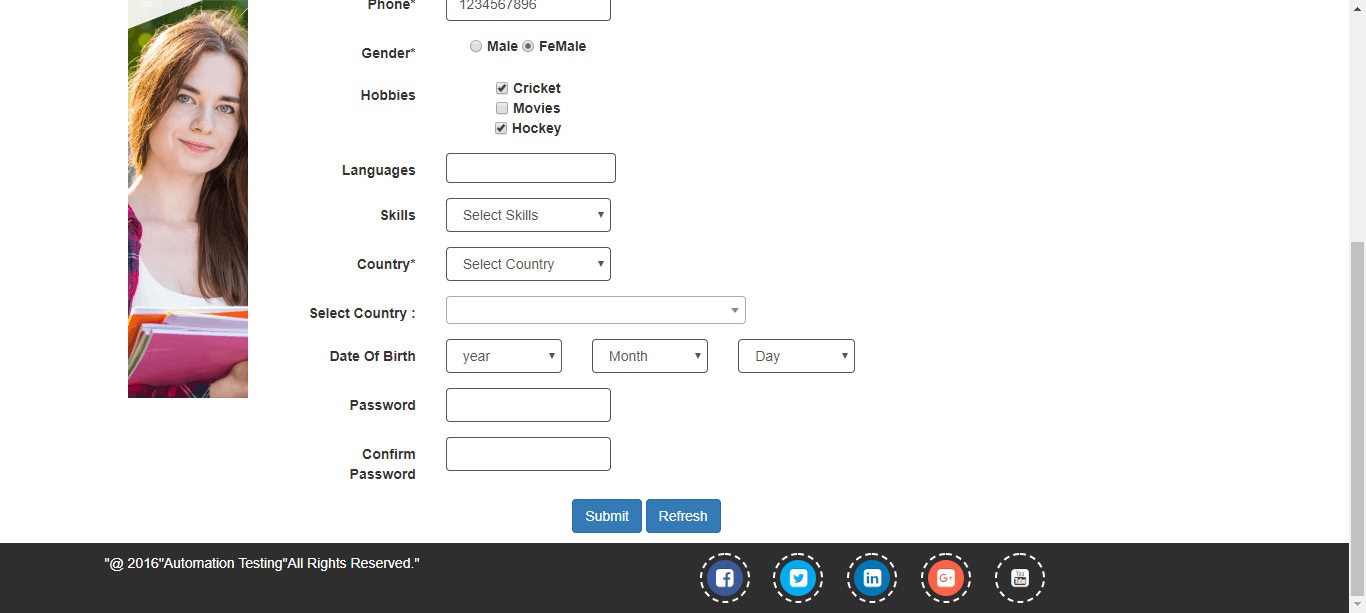 Phone*
1234567896
Gender*
Male
FeMale
Hobbies
Cricket
Movies
Hockey
Languages
Skills
Select Skills
Country*
Select Country
Select Country :
Date Of Birth
year
Month
Day
Password
Confirm
Password
Submit
Refresh
"@ 2016"Automation Testing"All Rights Reserved."
f
in
G+
You
Tube